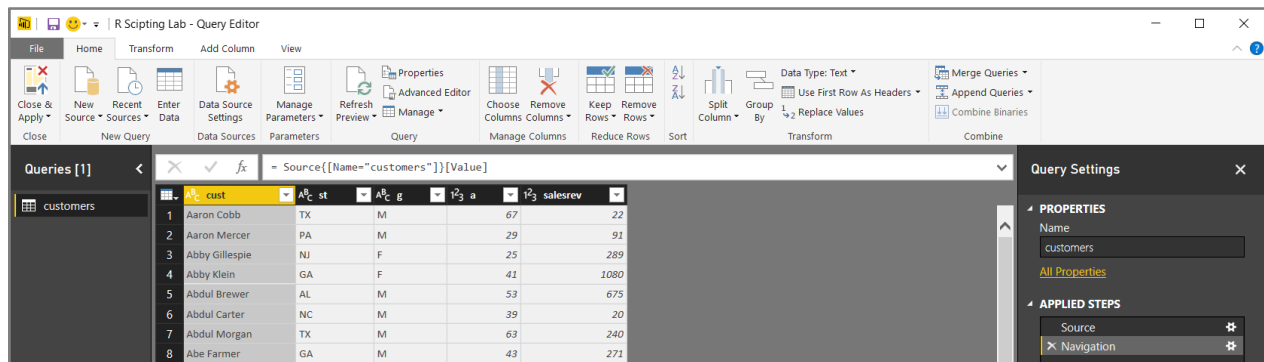 R Scipting Lab - Query Editor
File Home Transform Add Column View
Close & Apply
New Source
Recent Sources
Enter Data
Data Source Settings
Manage Parameters
Refresh Preview
Properties
Advanced Editor
Manage
Choose Columns
Remove Columns
Keep Rows
Remove Rows
Split Column
Group By
Data Type: Text
Use First Row As Headers
Replace Values
Merge Queries
Append Queries
Combine Binaries
Close New Query Data Sources Parameters Query Manage Columns Reduce Rows Sort Transform Combine
Queries [1]
customers
fx = Source{[Name="customers"]}[Value]
cust st g a salesrev
1 Aaron Cobb TX M 67 22
2 Aaron Mercer PA M 29 91
3 Abby Gillespie NJ F 25 289
4 Abby Klein GA F 41 1080
5 Abdul Brewer AL M 53 675
6 Abdul Carter NC M 39 20
7 Abdul Morgan TX M 63 240
8 Abe Farmer GA M 43 271
Query Settings
PROPERTIES
Name
customers
All Properties
APPLIED STEPS
Source
Navigation